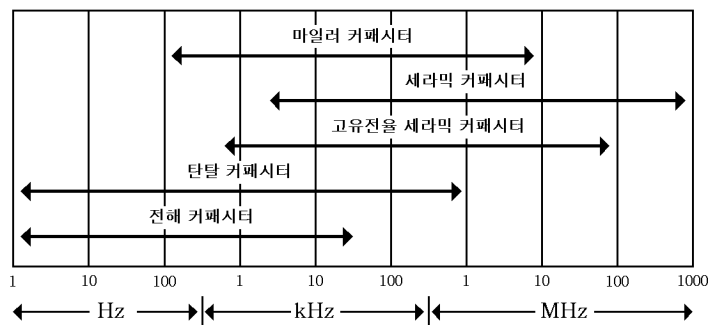 마일러 커패시터
세라믹 커패시터
고유전율 세라믹 커패시터
탄탈 커패시터
전해 커패시터
1 10 100 1 10 100 1 10 100 1000
Hz kHz MHz